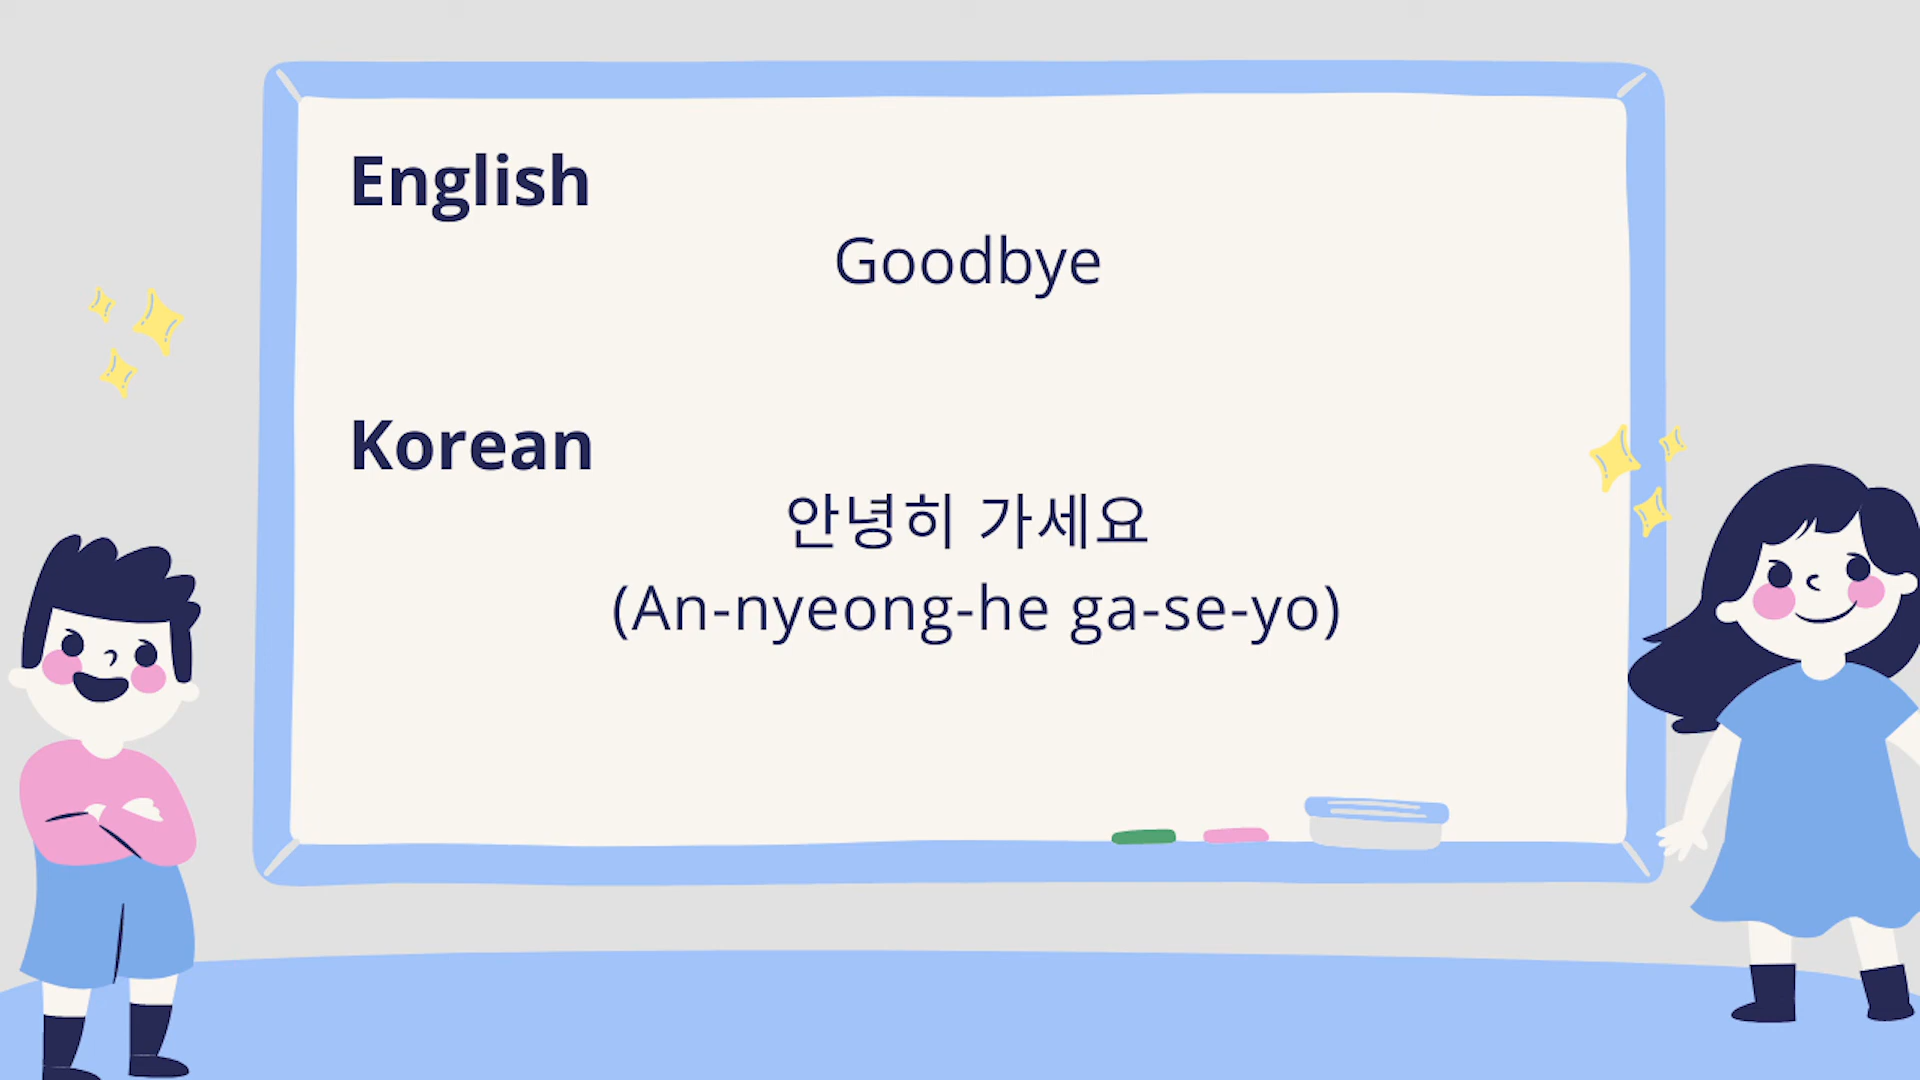 English
Goodbye
Korean
안녕히 가세요
(An-nyeong-he ga-se-yo)